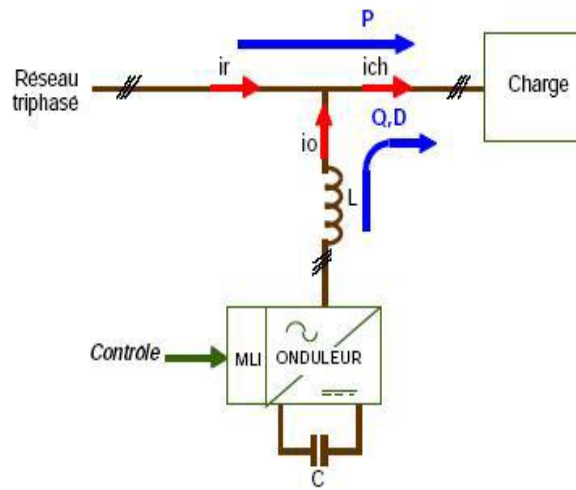 P
Réseau
triphasé
ir
ich
Charge
Q,D
io
L
Contrôle
MLI
ONDULEUR
C